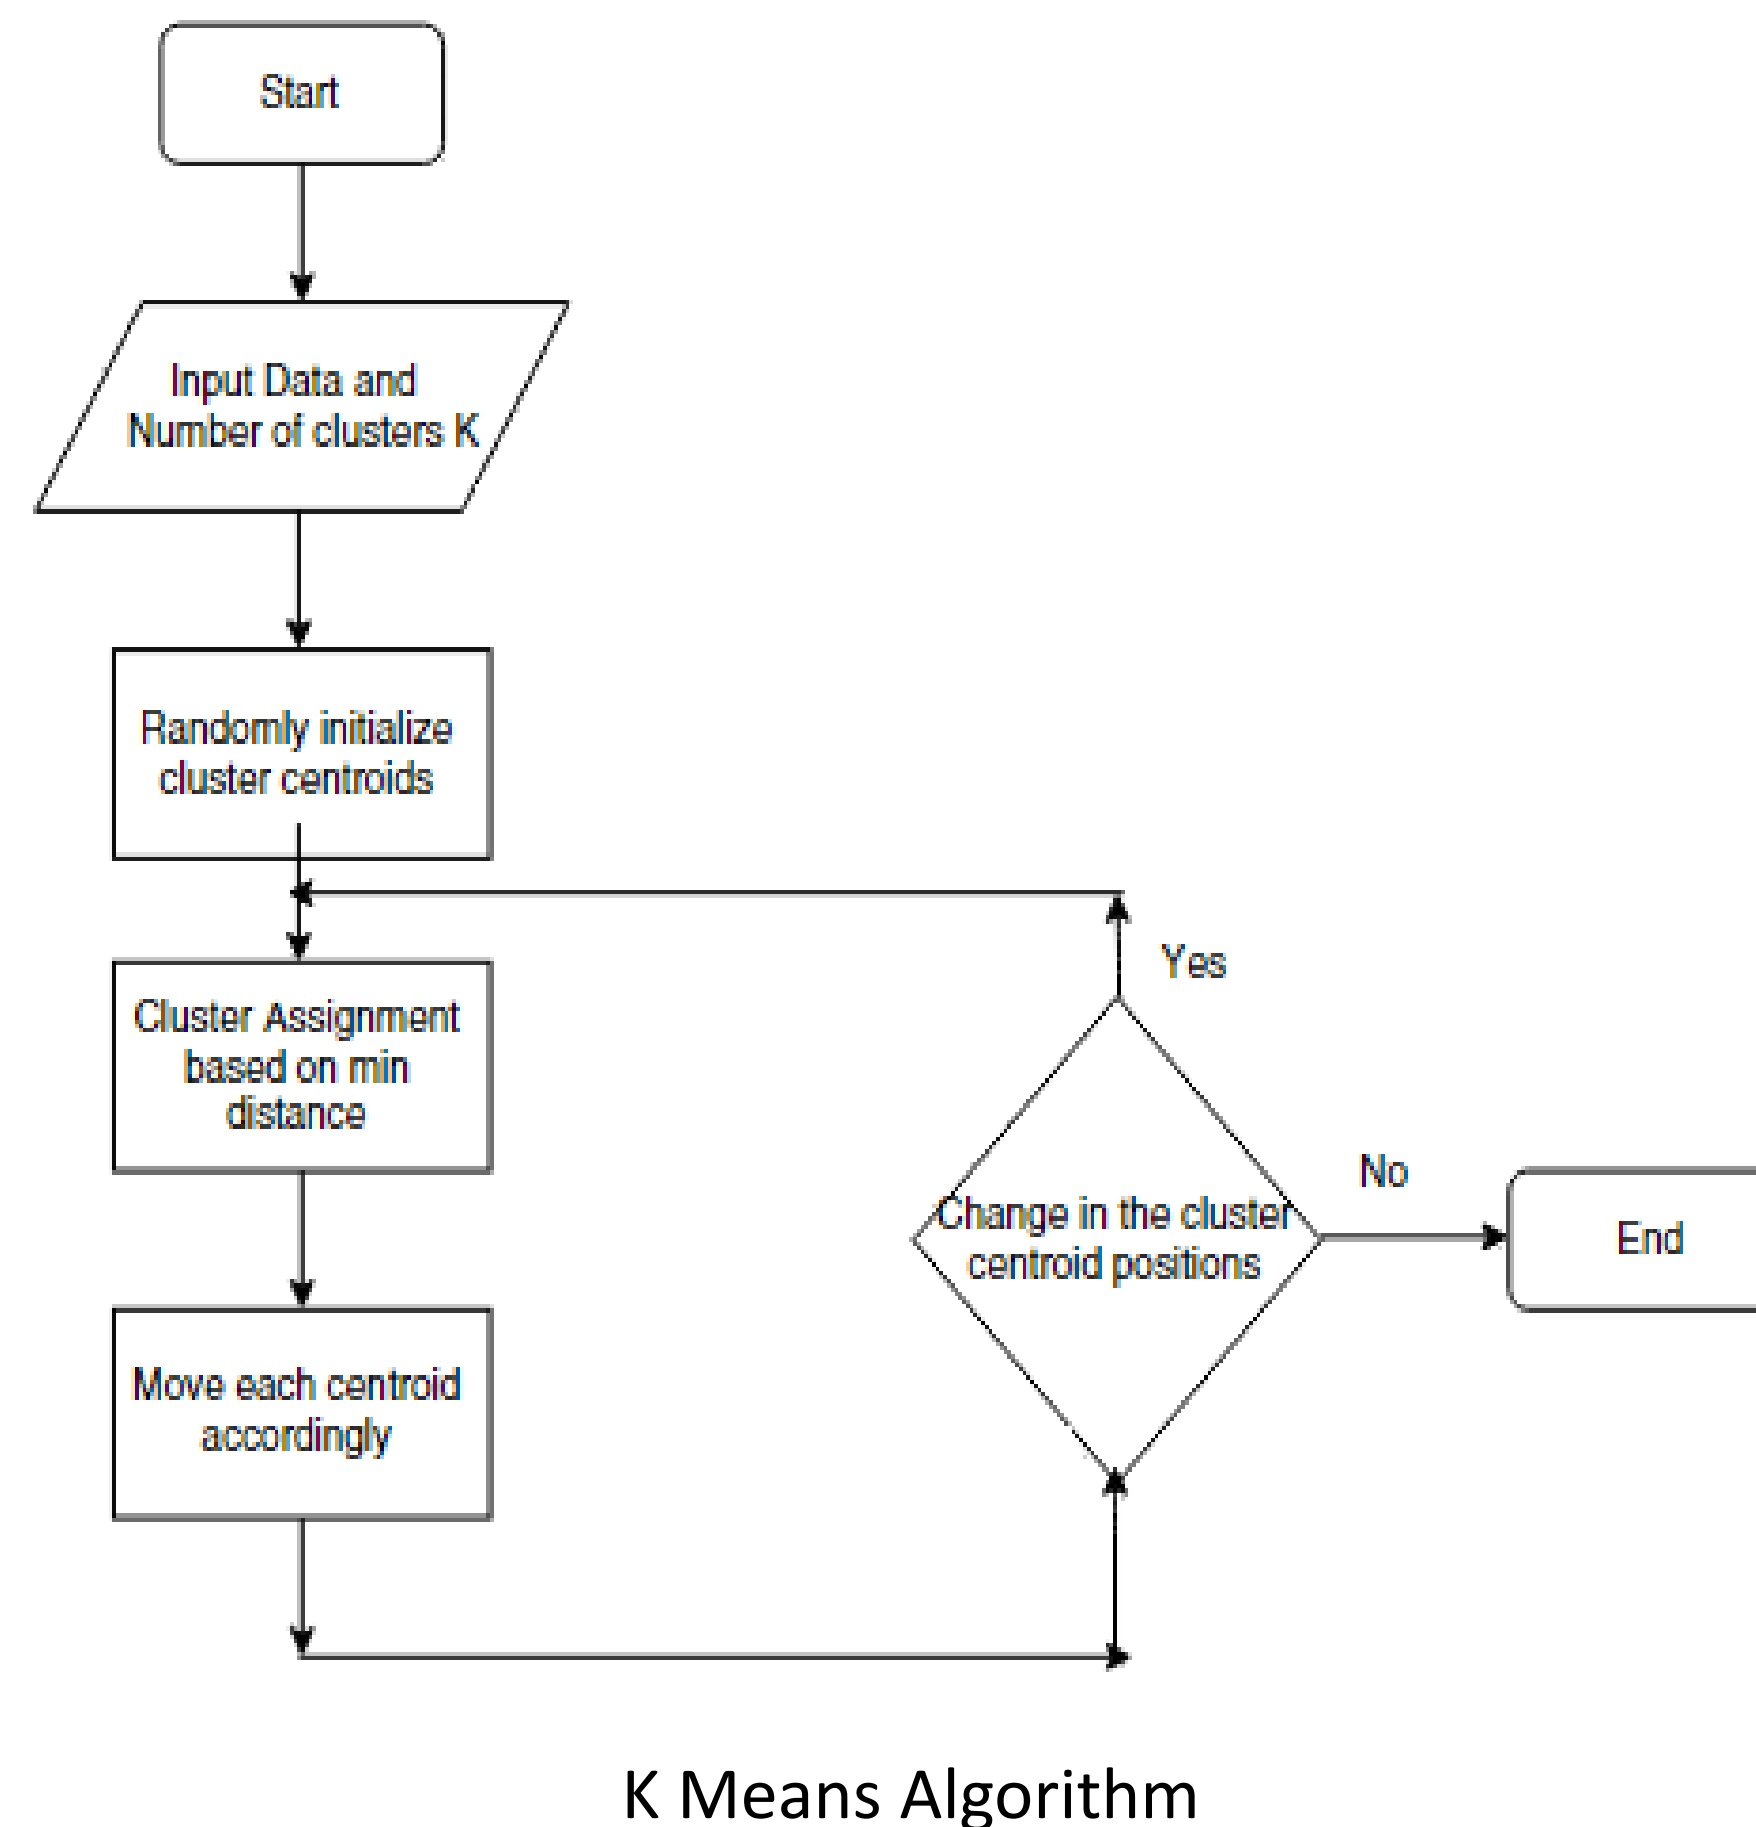 Start
Input Data and
Number of clusters K
Randomly initialize
cluster centroids
Cluster Assignment
based on min
distance
Move each centroid
accordingly
Yes
Change in the cluster
centroid positions
No
End
K Means Algorithm